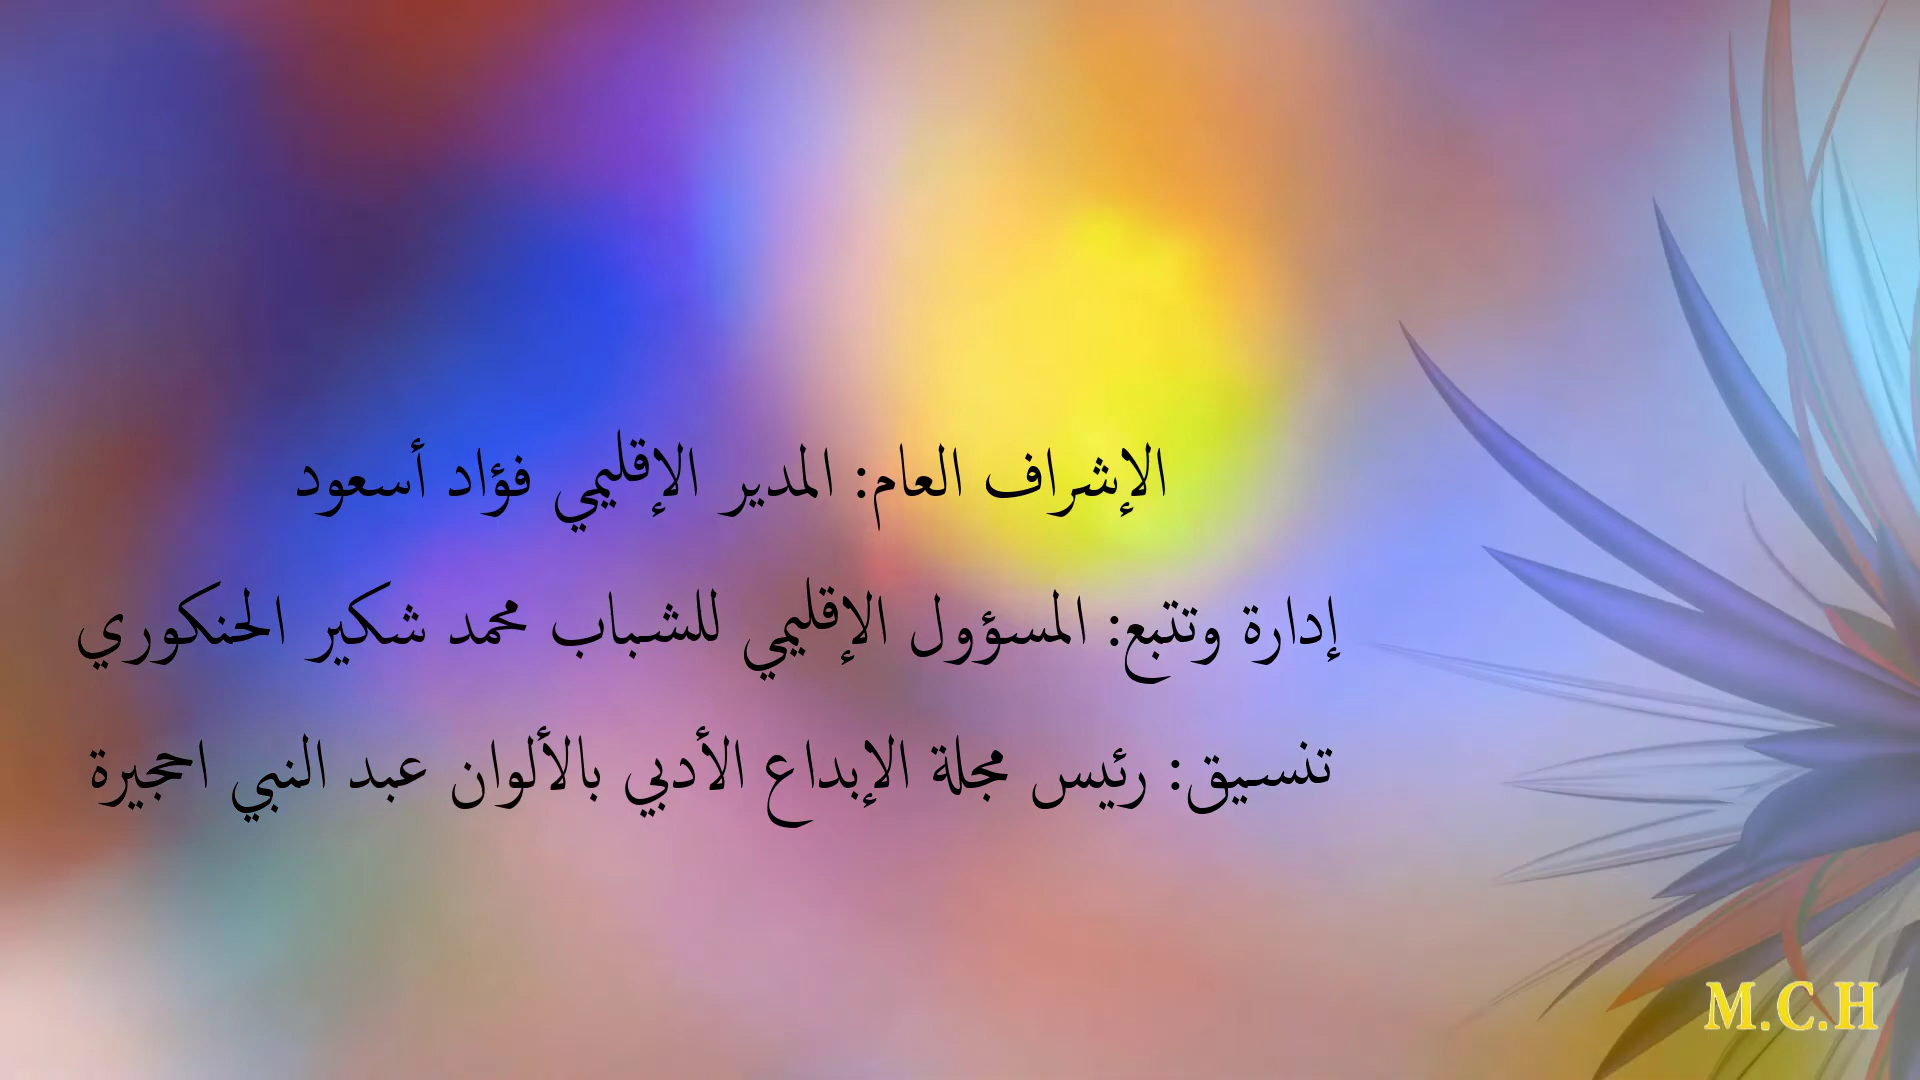 الإشراف العام: المدير الإقليمي فؤاد أسعود
إدارة وتتبع: المسؤول الإقليمي للشباب محمد شكير الحنكوري
تنسيق: رئيس مجلة الإبداع الأدبي بالألوان عبد النبي احجيرة
M.C.H